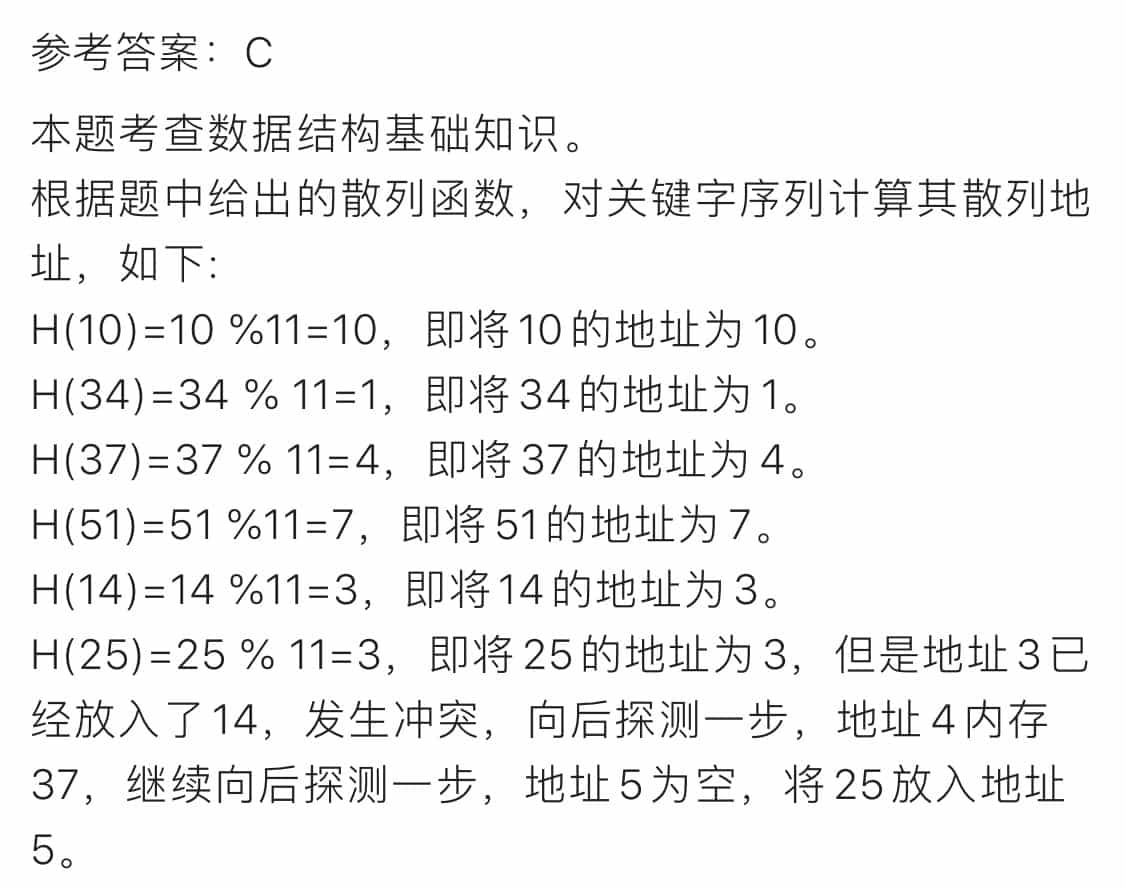 参考答案：C
本题考查数据结构基础知识。
根据题中给出的散列函数，对关键字序列计算其散列地
址，如下:
H(10)=10 %11=10，即将10的地址为10。
H(34)=34 % 11=1，即将34的地址为1。
H(37)=37 % 11=4，即将37的地址为4。
H(51)=51 %11=7，即将51的地址为7。
H(14)=14 %11=3，即将14的地址为3。
H(25)=25 % 11=3，即将25的地址为3，但是地址3已
经放入了14，发生冲突，向后探测一步，地址4内存
37，继续向后探测一步，地址5为空，将25放入地址
5。